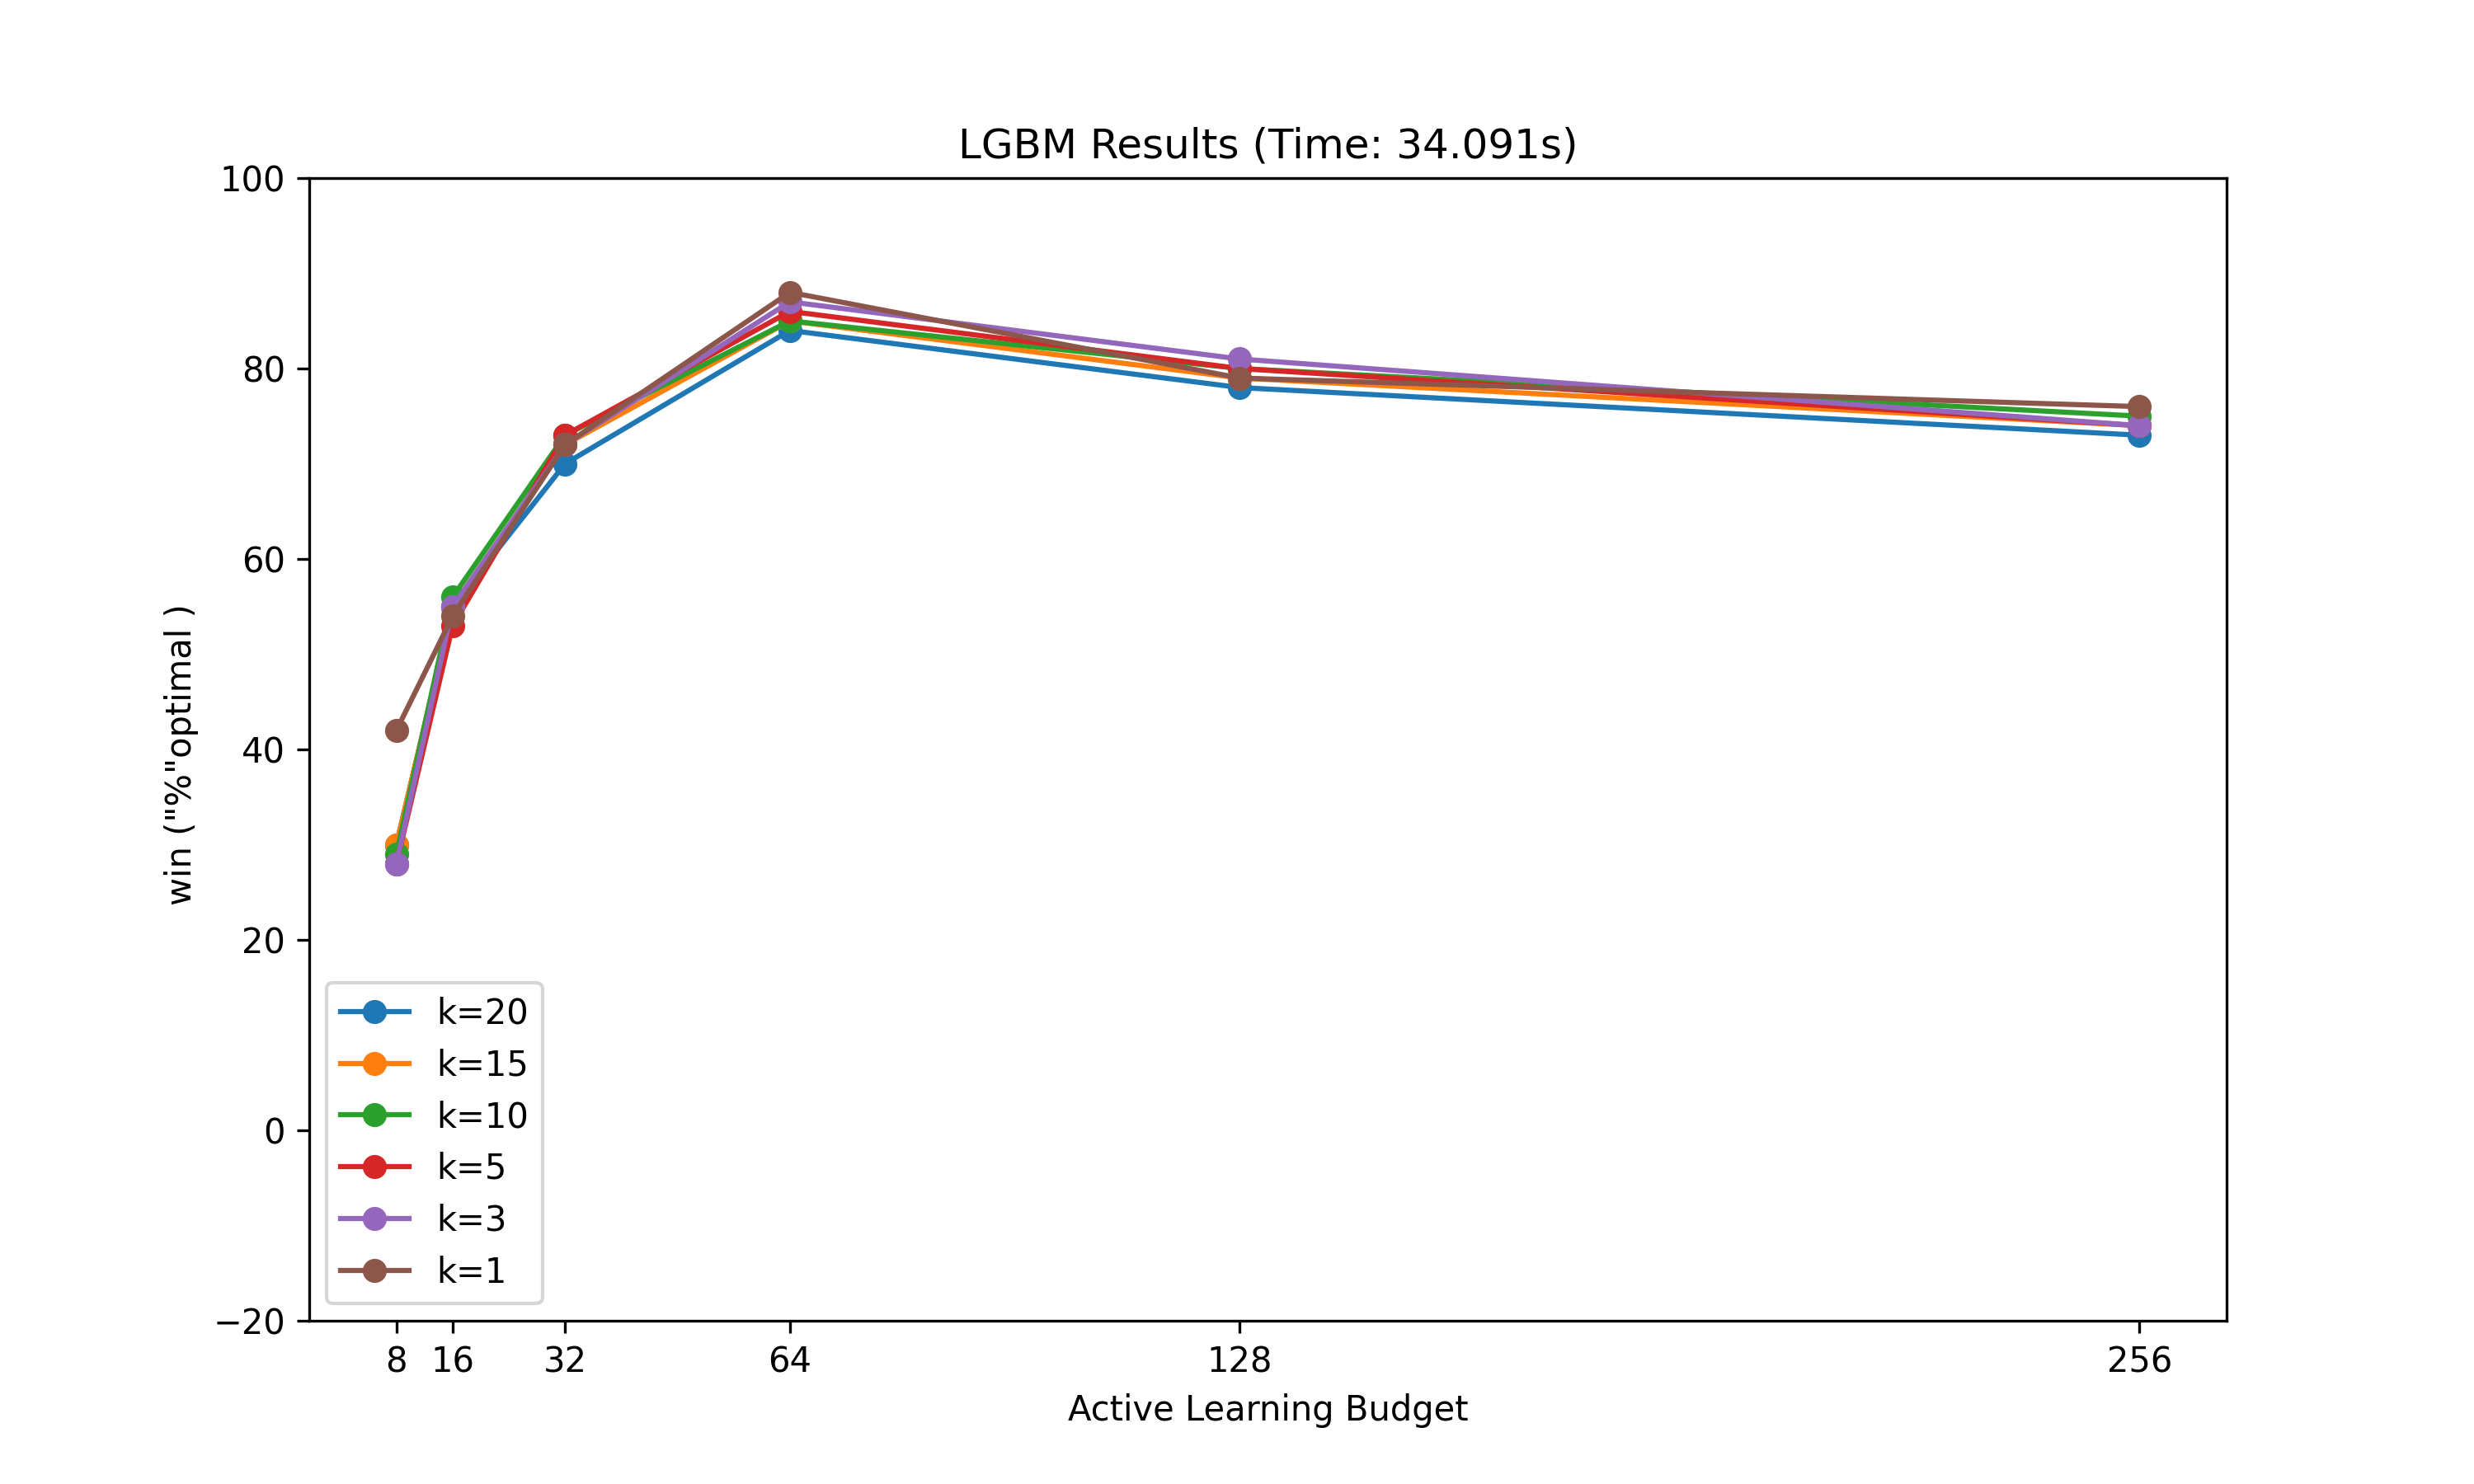 LGBM Results (Time: 34.091s)
100
80
60
40
20
0
−20
win ("%"optimal )
k=20
k=15
k=10
k=5
k=3
k=1
8 16 32 64 128 256
Active Learning Budget